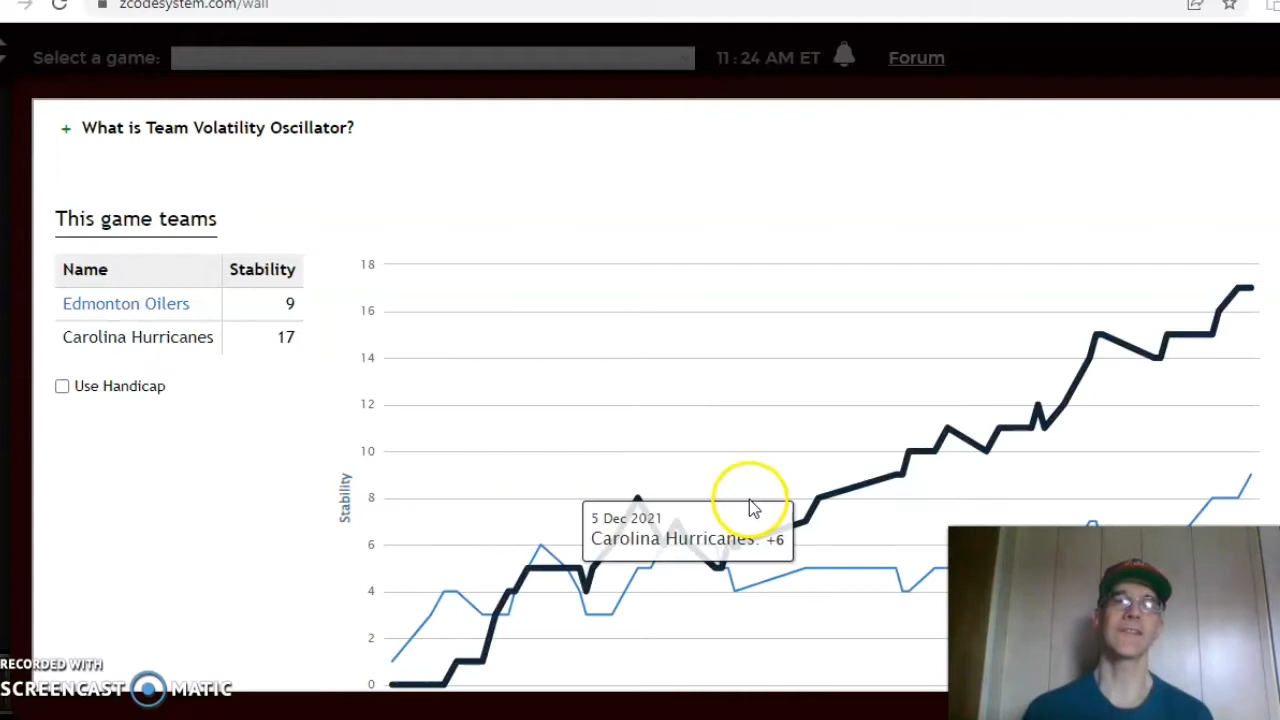 zcodesystem.com/wall
Select a game:
11:24 AM ET
Forum
+ What is Team Volatility Oscillator?
This game teams
Name Stability
Edmonton Oilers 9
Carolina Hurricanes 17
Use Handicap
18
16
14
12
10
8
6
4
2
0
Stability
5 Dec 2021
Carolina Hurricanes: +6
RECORDED WITH
SCREENCAST MATIC